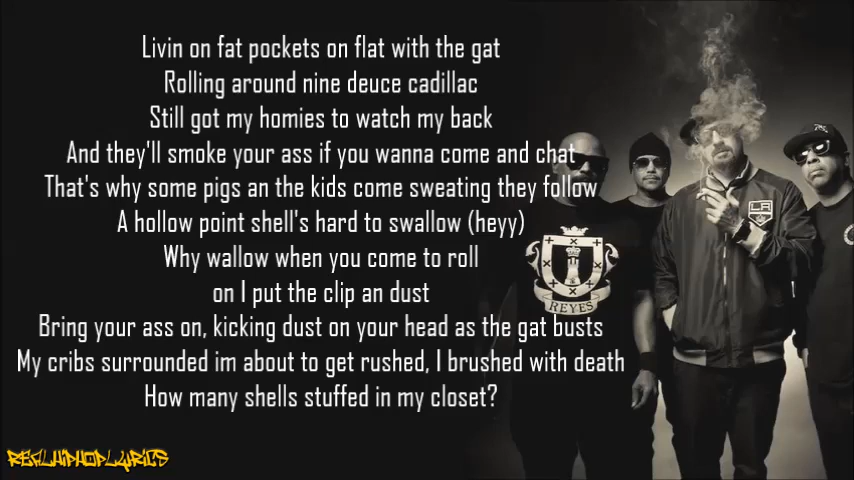 Livin on fat pockets on flat with the gat
Rolling around nine deuce cadillac
Still got my homies to watch my back
And they'll smoke your ass if you wanna come and chat
That's why some pigs an the kids come sweating they follow
A hollow point shell's hard to swallow (heyy)
Why wallow when you come to roll
on I put the clip an dust
Bring your ass on, kicking dust on your head as the gat busts
My cribs surrounded im about to get rushed, I brushed with death
How many shells stuffed in my closet?
LA
REYES
REALHIPHOPLYRICS